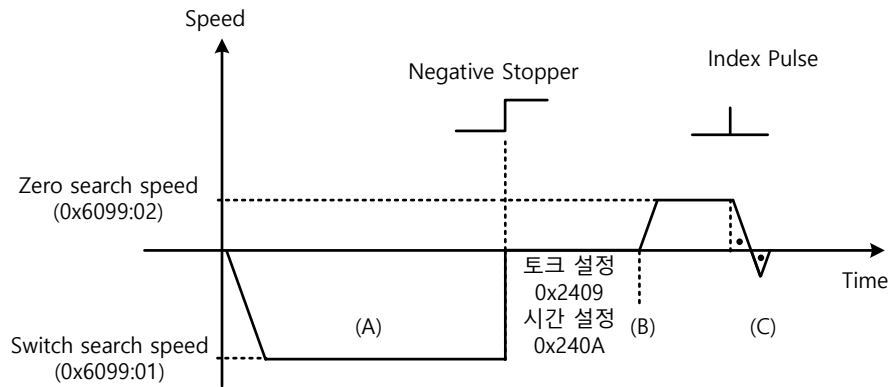 Speed
Negative Stopper
Index Pulse
Zero search speed
(0x6099:02)
토크 설정
0x2409
시간 설정
0x240A
Time
(A)
(B)
(C)
Switch search speed
(0x6099:01)